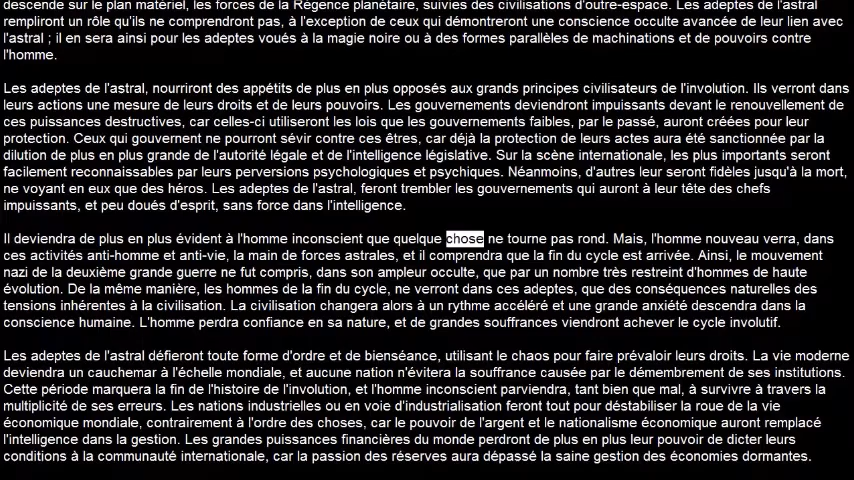 descende sur le plan matériel, les forces de la Régence planétaire, suivies des civilisations d'outre-espace. Les adeptes de l'astral
rempliront un rôle qu'ils ne comprendront pas, à l'exception de ceux qui démontreront une conscience occulte avancée de leur lien avec
l'astral ; il en sera ainsi pour les adeptes voués à la magie noire ou à des formes parallèles de machinations et de pouvoirs contre
l'homme.
Les adeptes de l'astral, nourriront des appétits de plus en plus opposés aux grands principes civilisateurs de l'involution. Ils verront dans
leurs actions une mesure de leurs droits et de leurs pouvoirs. Les gouvernements deviendront impuissants devant le renouvellement de
ces puissances destructives, car celles-ci utiliseront les lois que les gouvernements faibles, par le passé, auront créées pour leur
protection. Ceux qui gouvernent ne pourront sévir contre ces êtres, car déjà la protection de leurs actes aura été sanctionnée par la
dilution de plus en plus grande de l'autorité légale et de l'intelligence législative. Sur la scène internationale, les plus importants seront
facilement reconnaissables par leurs perversions psychologiques et psychiques. Néanmoins, d'autres leur seront fidèles jusqu'à la mort,
ne voyant en eux que des héros. Les adeptes de l'astral, feront trembler les gouvernements qui auront à leur tête des chefs
impuissants, et peu doués d'esprit, sans force dans l'intelligence.
Il deviendra de plus en plus évident à l'homme inconscient que quelque chose ne tourne pas rond. Mais, l'homme nouveau verra, dans
ces activités anti-homme et anti-vie, la main de forces astrales, et il comprendra que la fin du cycle est arrivée. Ainsi, le mouvement
nazi de la deuxième grande guerre ne fut compris, dans son ampleur occulte, que par un nombre très restreint d'hommes de haute
évolution. De la même manière, les hommes de la fin du cycle, ne verront dans ces adeptes, que des conséquences naturelles des
tensions inhérentes à la civilisation. La civilisation changera alors à un rythme accéléré et une grande anxiété descendra dans la
conscience humaine. L'homme perdra confiance en sa nature, et de grandes souffrances viendront achever le cycle involutif.
Les adeptes de l'astral défieront toute forme d'ordre et de bienséance, utilisant le chaos pour faire prévaloir leurs droits. La vie moderne
deviendra un cauchemar à l'échelle mondiale, et aucune nation n'évitera la souffrance causée par le démembrement de ses institutions.
Cette période marquera la fin de l'histoire de l'involution, et l'homme inconscient parviendra, tant bien que mal, à survivre à travers la
multiplicité de ses erreurs. Les nations industrielles ou en voie d'industrialisation feront tout pour déstabiliser la roue de la vie
économique mondiale, contrairement à l'ordre des choses, car le pouvoir de l'argent et le nationalisme économique auront remplacé
l'intelligence dans la gestion. Les grandes puissances financières du monde perdront de plus en plus leur pouvoir de dicter leurs
conditions à la communauté internationale, car la passion des réserves aura dépassé la saine gestion des économies dormantes.